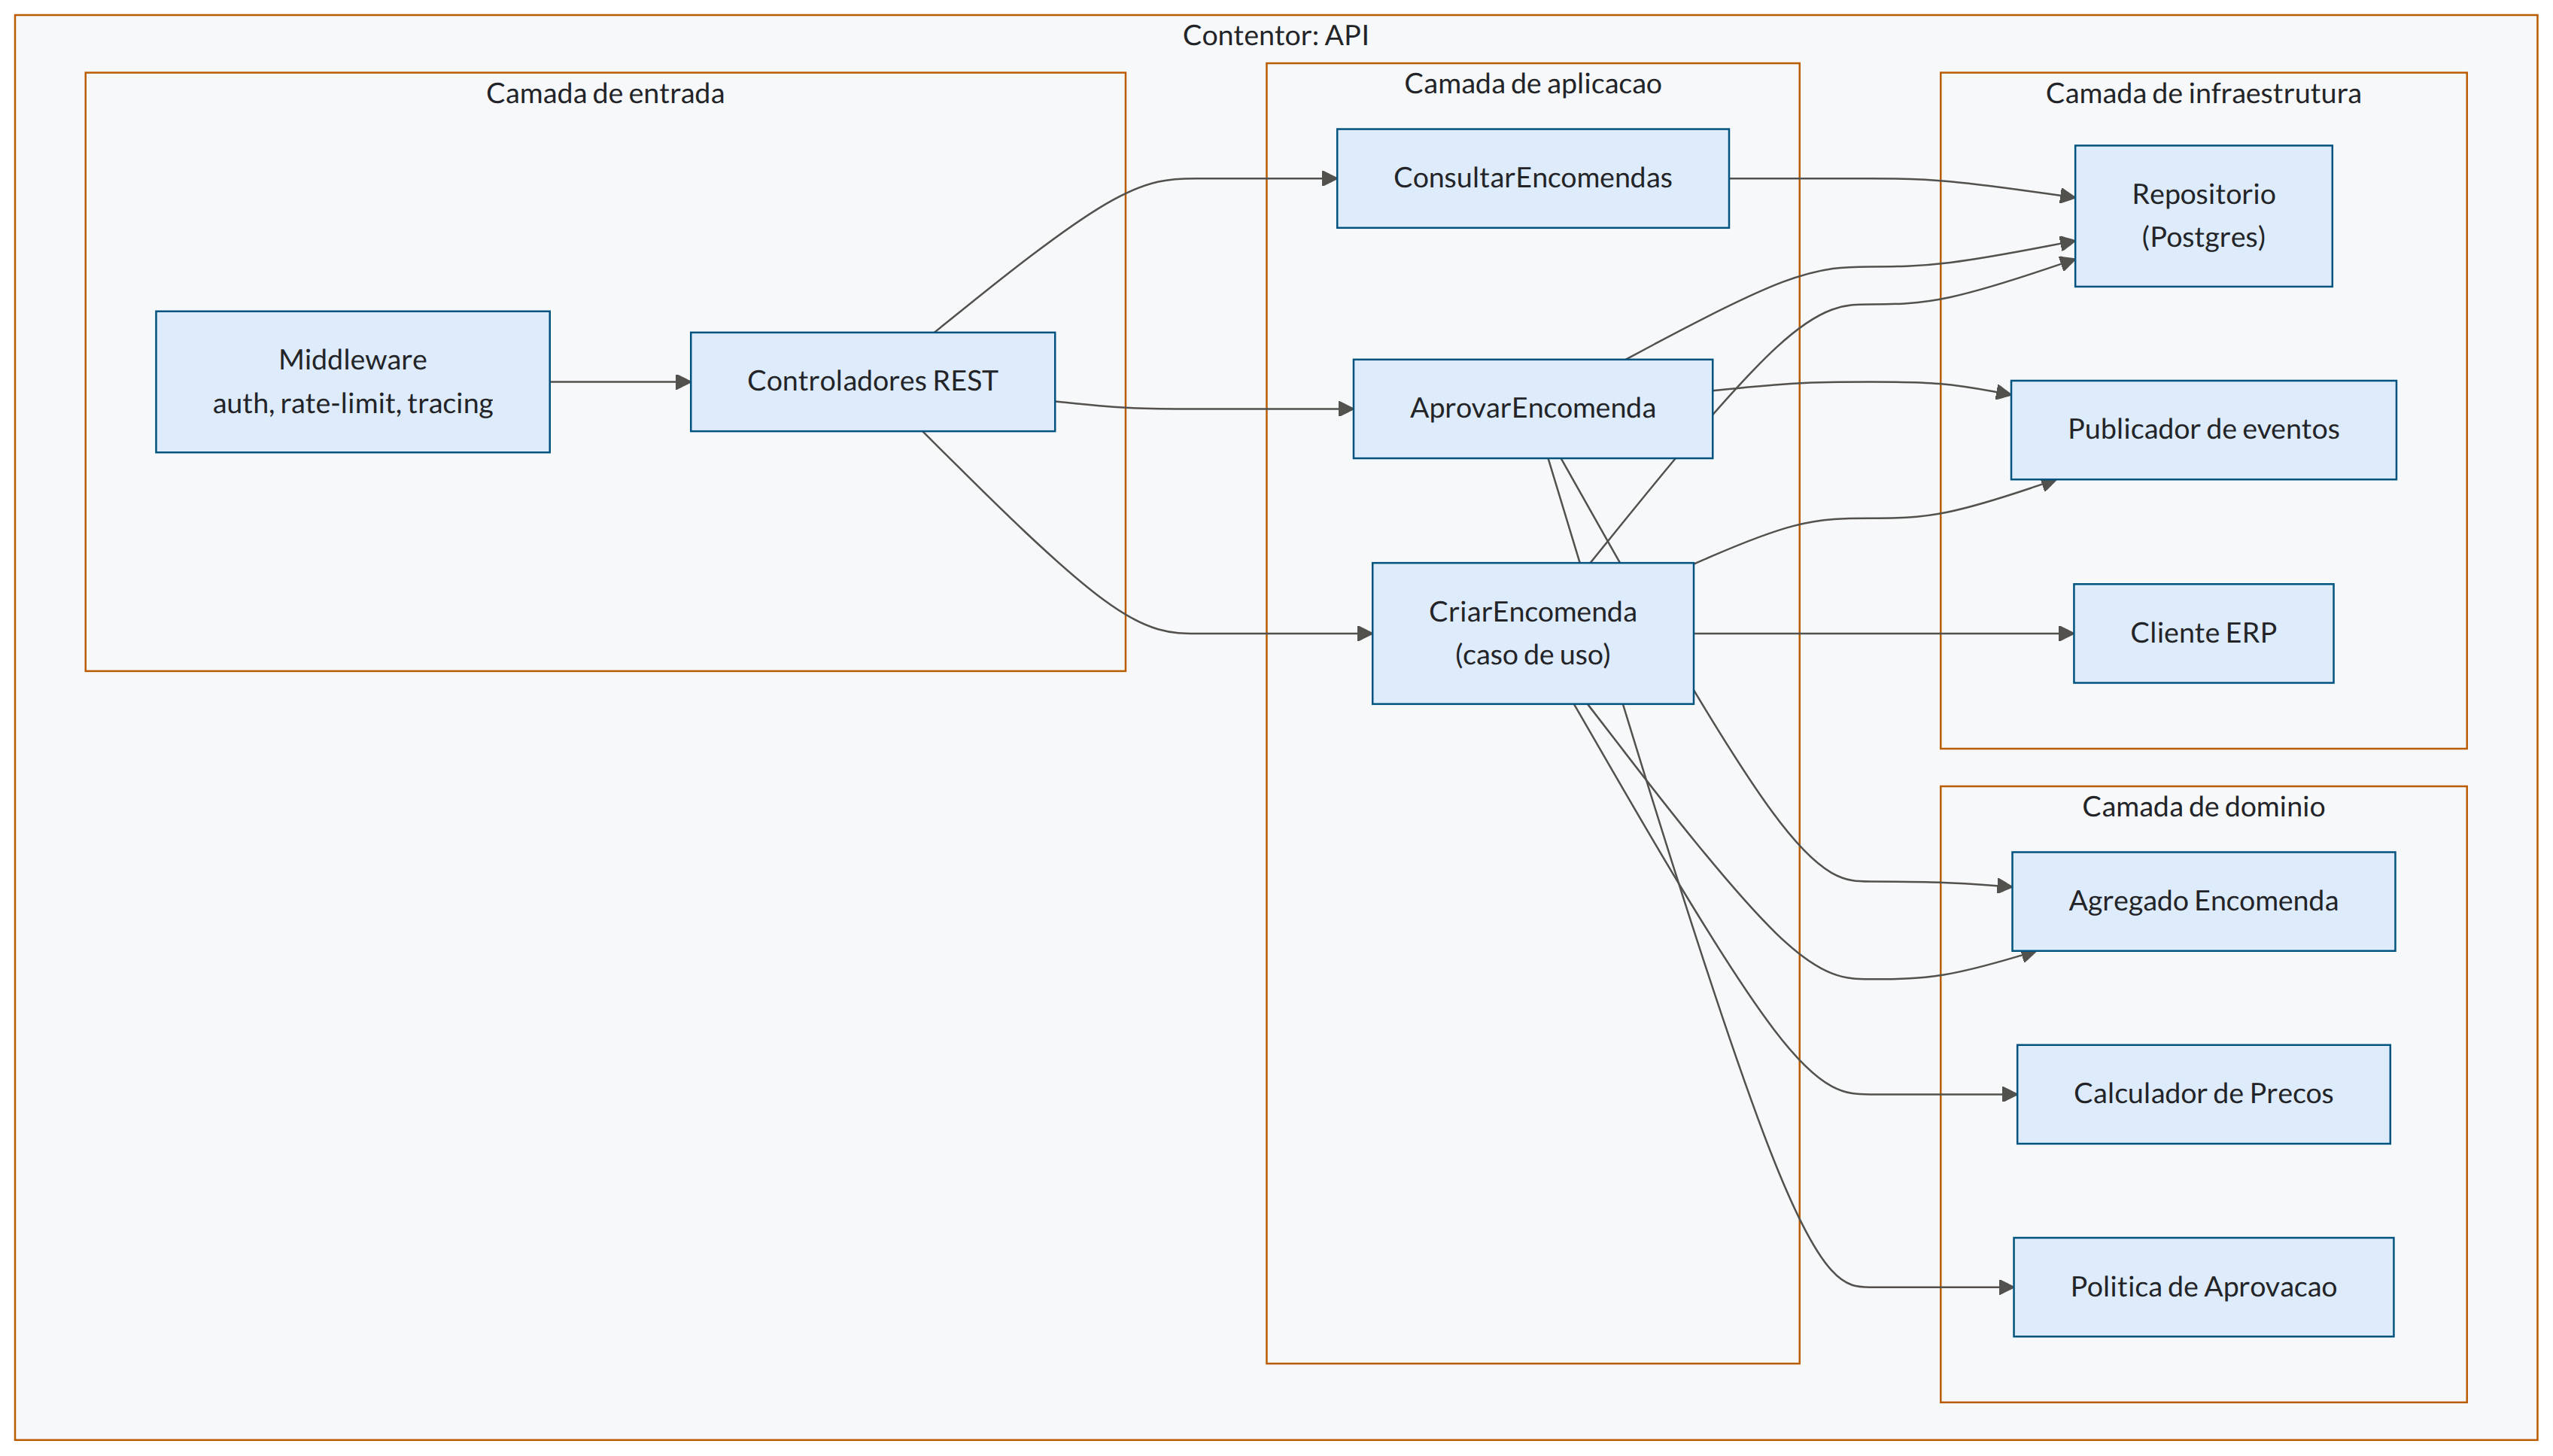 Contentor: API
Camada de entrada
Middleware
auth, rate-limit, tracing
Controladores REST
Camada de aplicacao
ConsultarEncomendas
AprovarEncomenda
CriarEncomenda
(caso de uso)
Camada de infraestrutura
Repositorio
(Postgres)
Publicador de eventos
Cliente ERP
Camada de dominio
Agregado Encomenda
Calculador de Precos
Politica de Aprovacao